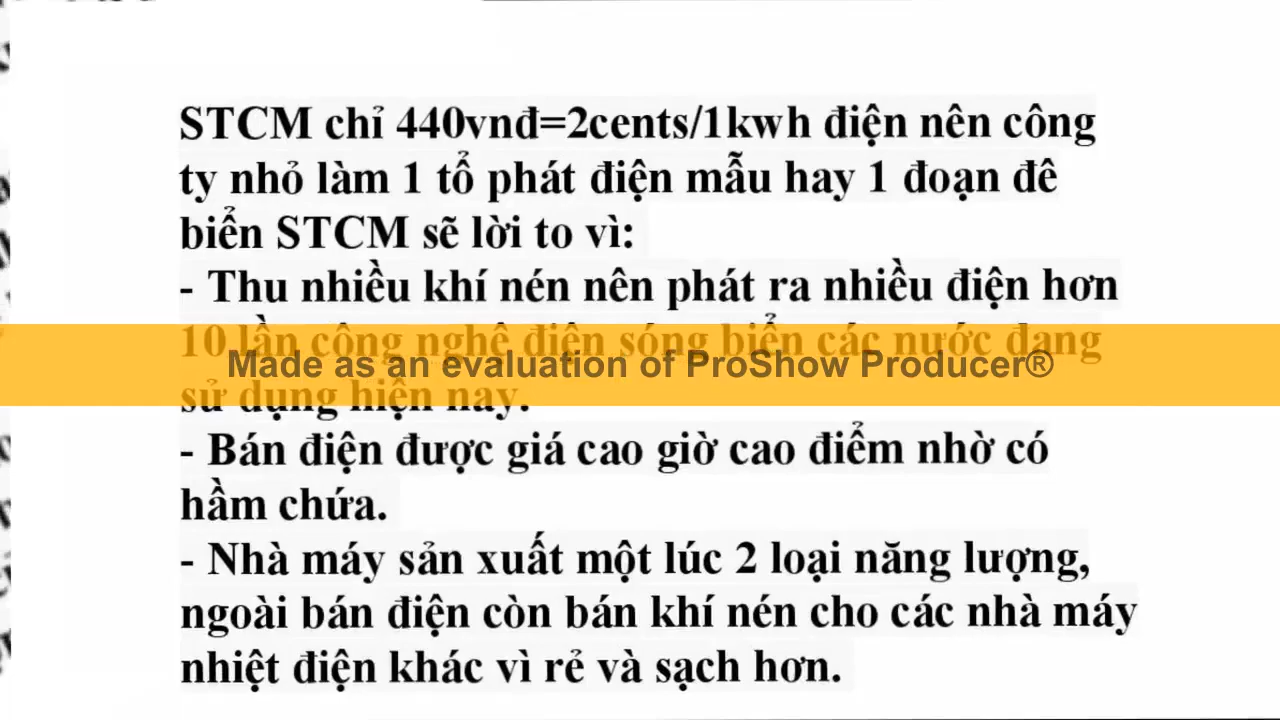 STCM chỉ 440vnđ=2cents/1kwh điện nên công
ty nhỏ làm 1 tổ phát điện mẫu hay 1 đoạn đê
biển STCM sẽ lời to vì:
- Thu nhiều khí nén nên phát ra nhiều điện hơn
10 lần công nghệ điện sóng biển các nước đang
Made as an evaluation of ProShow Producer®
sử dụng hiện nay.
- Bán điện được giá cao giờ cao điểm nhờ có
hầm chứa.
- Nhà máy sản xuất một lúc 2 loại năng lượng,
ngoài bán điện còn bán khí nén cho các nhà máy
nhiệt điện khác vì rẻ và sạch hơn.